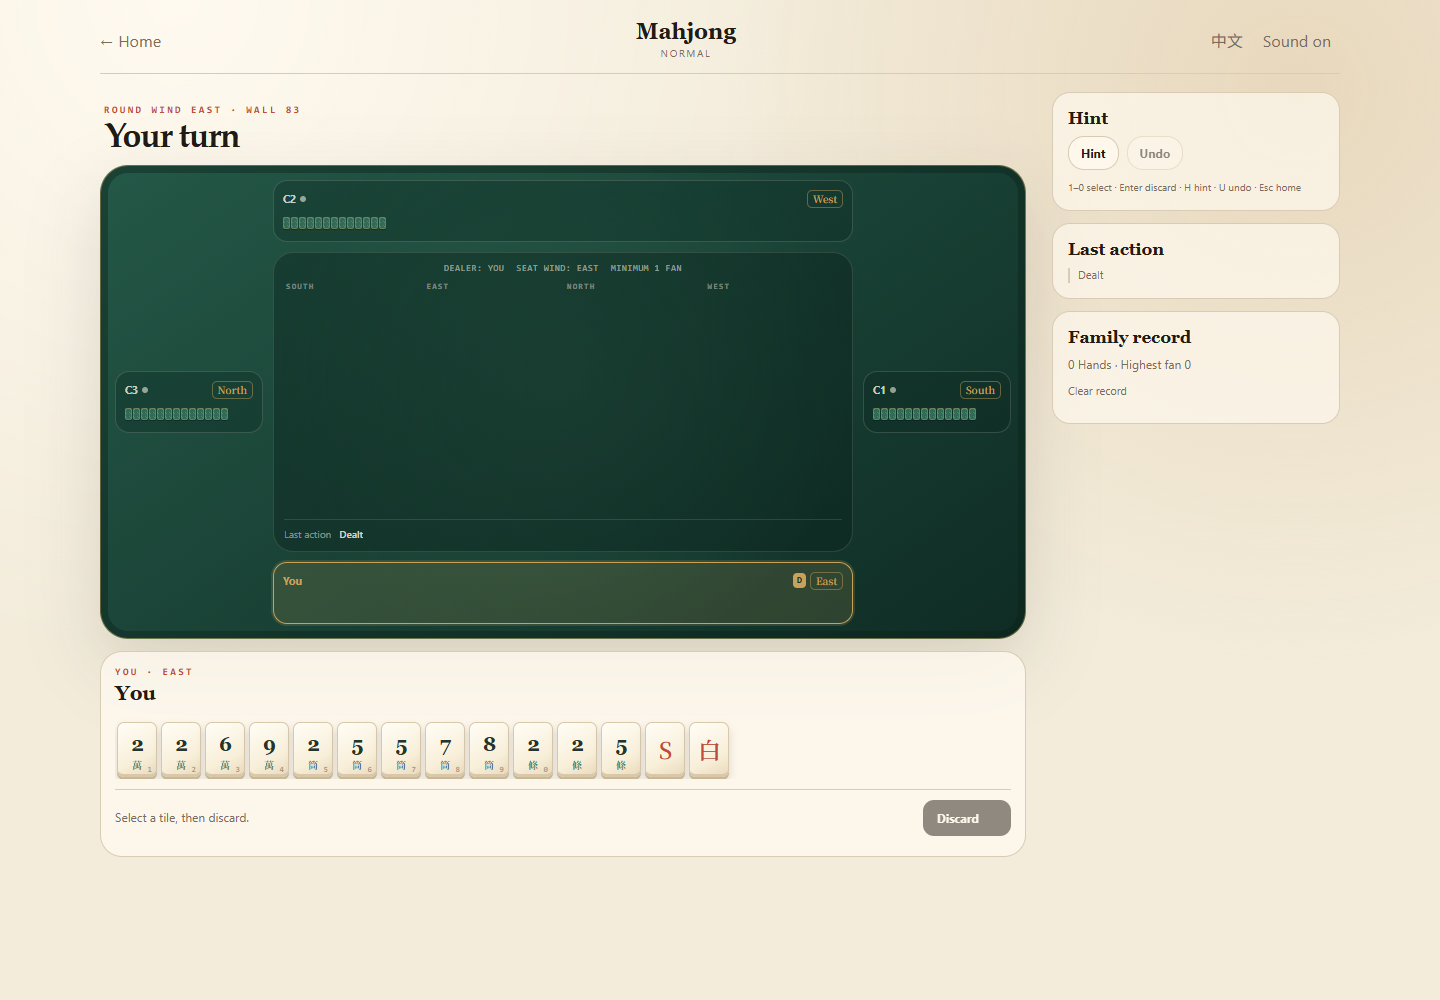 ← Home
Mahjong
NORMAL
中文 Sound on
ROUND WIND EAST · WALL 83
Your turn
C2 West
DEALER: YOU SEAT WIND: EAST MINIMUM 1 FAN
SOUTH EAST NORTH WEST
C3 North
C1 South
Last action Dealt
You D East
YOU · EAST
You
2 2 6 9 2 5 5 7 8 2 2 5 S 白
萬 1 萬 2 萬 3 萬 4 筒 5 筒 6 筒 7 筒 8 筒 9 條 0 條 條
Select a tile, then discard.
Discard
Hint
Hint Undo
1–0 select · Enter discard · H hint · U undo · Esc home
Last action
Dealt
Family record
0 Hands · Highest fan 0
Clear record